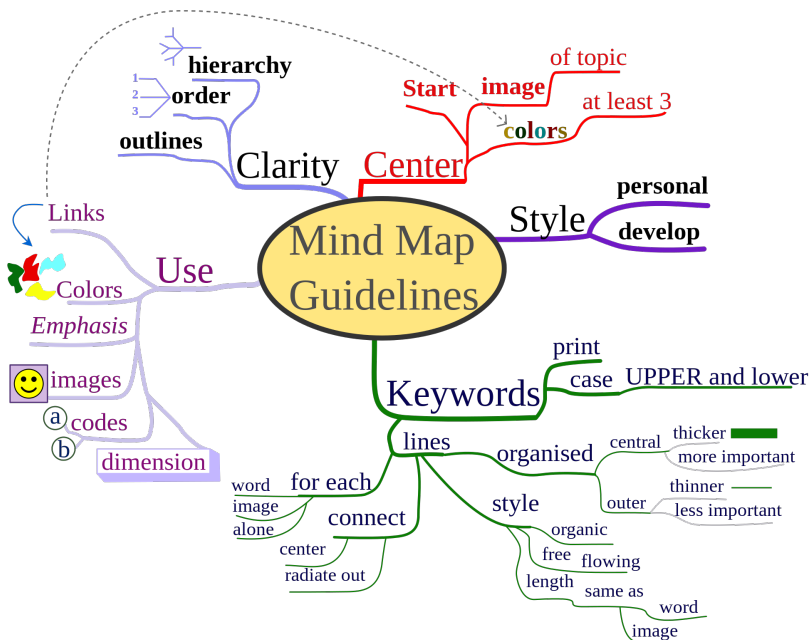 Mind Map
Guidelines
Center
Start
image
of topic
colors
at least 3
Style
personal
develop
Keywords
print
case
UPPER and lower
lines
organised
central
thicker
more important
outer
thinner
less important
style
organic
free
flowing
length
same as
word
image
connect
center
radiate out
for each
word
image
alone
Use
Links
Colors
Emphasis
images
codes
a
b
dimension
Clarity
hierarchy
order
1
2
3
outlines